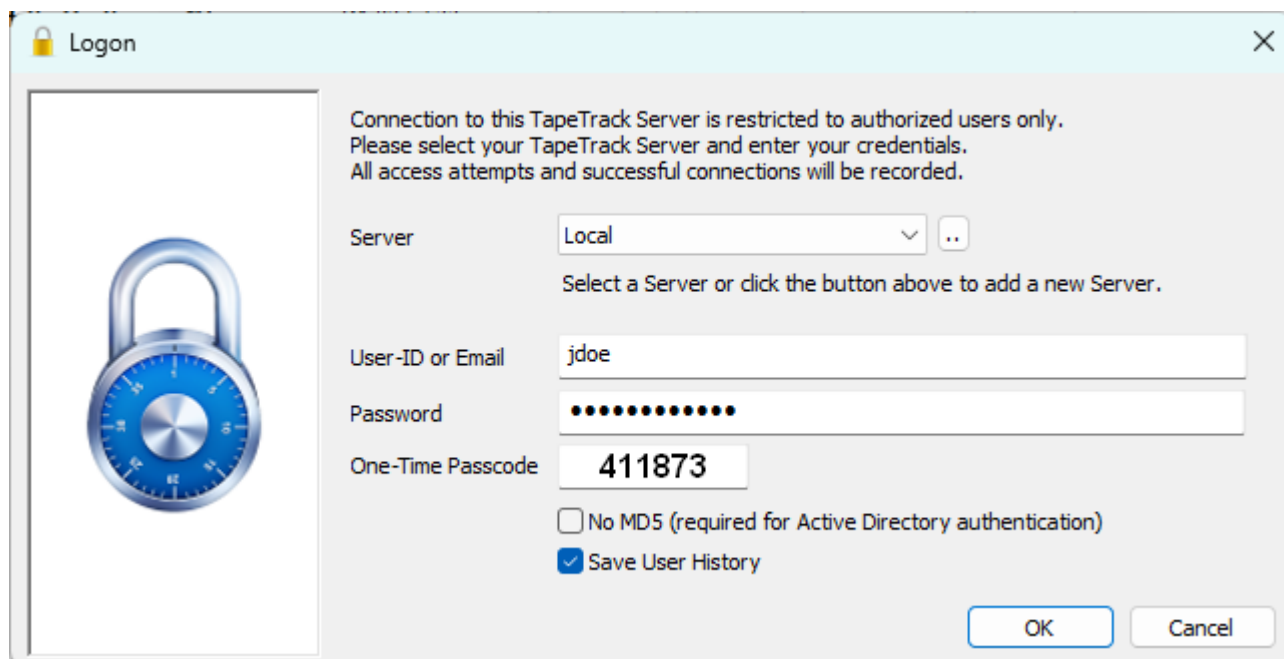 Logon
Connection to this TapeTrack Server is restricted to authorized users only.
Please select your TapeTrack Server and enter your credentials.
All access attempts and successful connections will be recorded.
Server Local ..
Select a Server or click the button above to add a new Server.
User-ID or Email jdoe
Password ••••••••••••
One-Time Passcode 411873
No MD5 (required for Active Directory authentication)
Save User History
OK Cancel